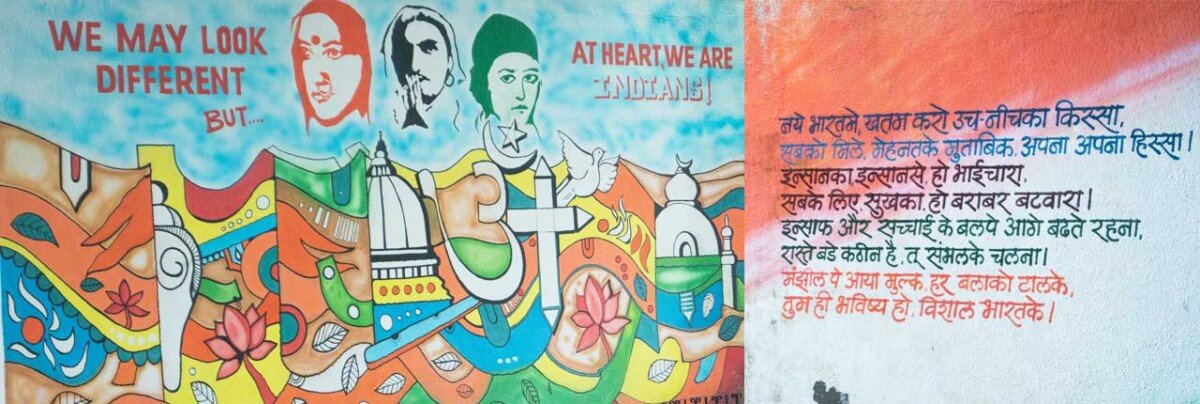 WE MAY LOOK
DIFFERENT
BUT....
AT HEART, WE ARE
INDIANS!
नये भारतमे, खतम करो उच-नीचका किस्सा,
सबको मिले, मेहनतके मुताबिक, अपना अपना हिस्सा।
इन्सानका, इन्सानसे, हो भाईचारा,
सबके लिए, सुखका, हो बराबर बटवारा।
इन्साफ और सच्चाई के बलपे आगे बढते रहना,
रास्ते बडे कठीन है, तू संभलके चलना।
मंझील पे आया मुल्क, हर बलाको टालके,
तुम ही भविष्य हो, विशाल भारतके।